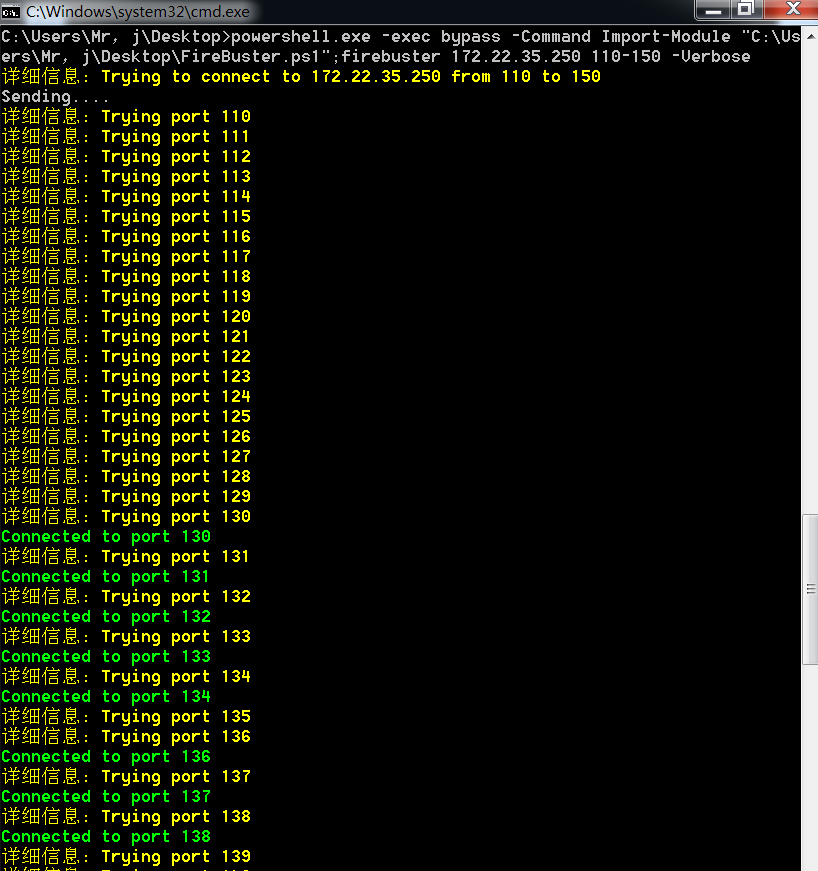 C:\Windows\system32\cmd.exe
C:\Users\Mr, j\Desktop>powershell.exe -exec bypass -Command Import-Module "C:\Us
ers\Mr, j\Desktop\FireBuster.ps1";firebuster 172.22.35.250 110-150 -Verbose
详细信息: Trying to connect to 172.22.35.250 from 110 to 150
Sending....
详细信息: Trying port 110
详细信息: Trying port 111
详细信息: Trying port 112
详细信息: Trying port 113
详细信息: Trying port 114
详细信息: Trying port 115
详细信息: Trying port 116
详细信息: Trying port 117
详细信息: Trying port 118
详细信息: Trying port 119
详细信息: Trying port 120
详细信息: Trying port 121
详细信息: Trying port 122
详细信息: Trying port 123
详细信息: Trying port 124
详细信息: Trying port 125
详细信息: Trying port 126
详细信息: Trying port 127
详细信息: Trying port 128
详细信息: Trying port 129
详细信息: Trying port 130
Connected to port 130
详细信息: Trying port 131
Connected to port 131
详细信息: Trying port 132
Connected to port 132
详细信息: Trying port 133
Connected to port 133
详细信息: Trying port 134
Connected to port 134
详细信息: Trying port 135
详细信息: Trying port 136
Connected to port 136
详细信息: Trying port 137
Connected to port 137
详细信息: Trying port 138
Connected to port 138
详细信息: Trying port 139